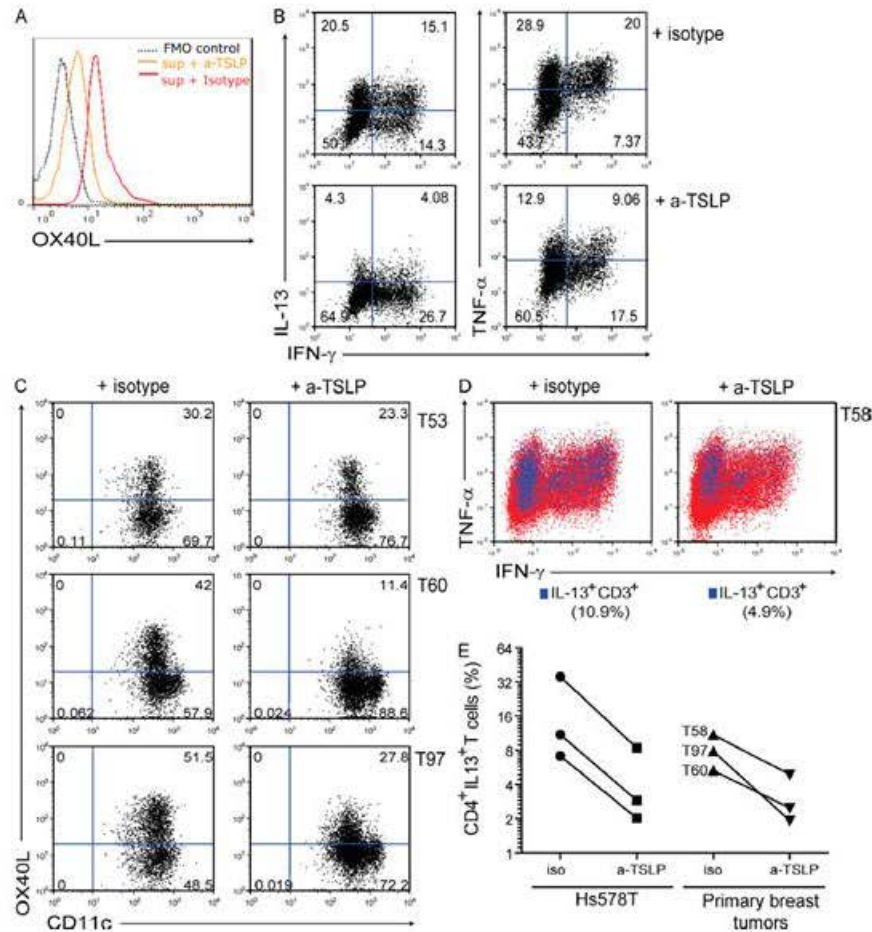 A
FMO control
sup + a-TSLP
sup + Isotype
0
10⁰ 10¹ 10² 10³ 10⁴
OX40L
B
20.5 15.1
50 14.3
28.9 20
43.7 7.37
+ isotype
4.3 4.08
64.9 26.7
12.9 9.06
60.5 17.5
+ a-TSLP
IL-13
TNF-α
IFN-γ
C
+ isotype + a-TSLP
0 30.2
0.11 69.7
0 23.3
0 76.7
T53
0 42
0.062 57.9
0 11.4
0.024 88.6
T60
0 51.5
0 48.5
0 27.8
0.019 72.2
T97
OX40L
CD11c
D
+ isotype + a-TSLP
T58
TNF-α
IFN-γ
IL-13⁺CD3⁺
(10.9%)
IL-13⁺CD3⁺
(4.9%)
E
CD4⁺IL13⁺T cells (%)
64
32
16
8
4
2
1
T58
T97
T60
iso a-TSLP iso a-TSLP
Hs578T
Primary breast
tumors